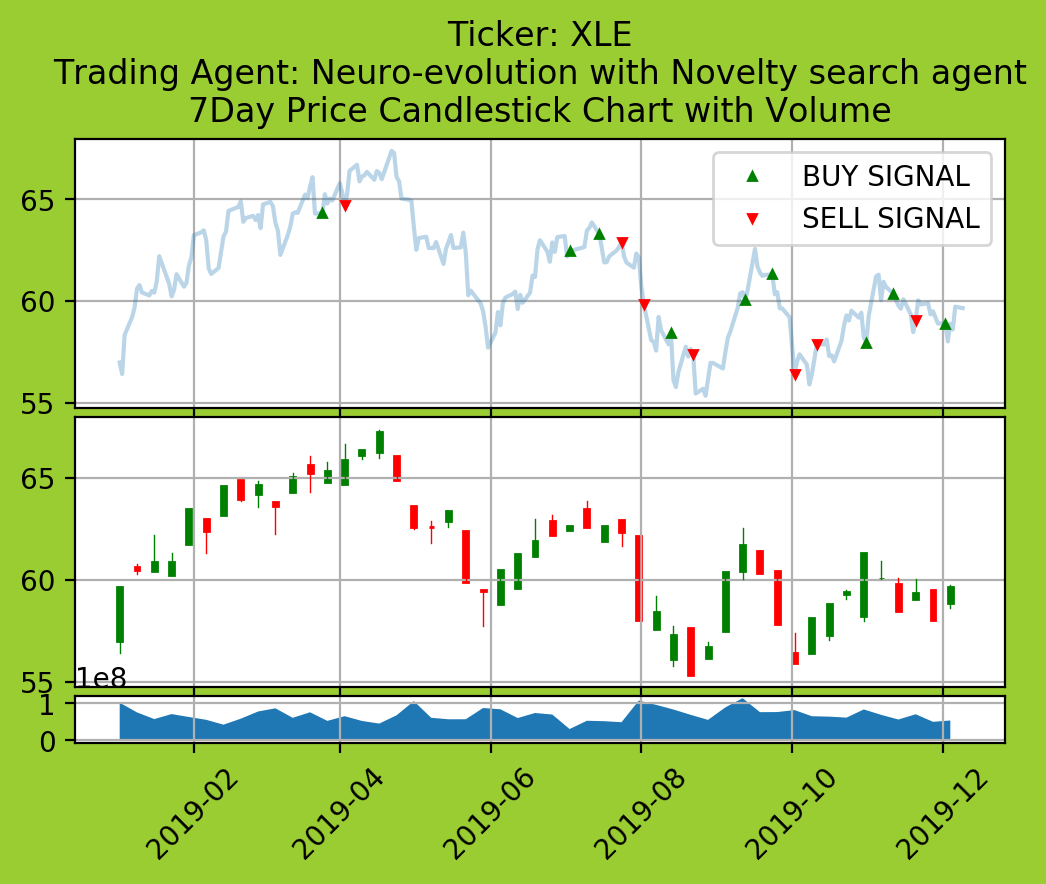 Ticker: XLE
Trading Agent: Neuro-evolution with Novelty search agent
7Day Price Candlestick Chart with Volume
BUY SIGNAL
SELL SIGNAL
65
60
55
65
60
55
1e8
1
0
2019-02
2019-04
2019-06
2019-08
2019-10
2019-12